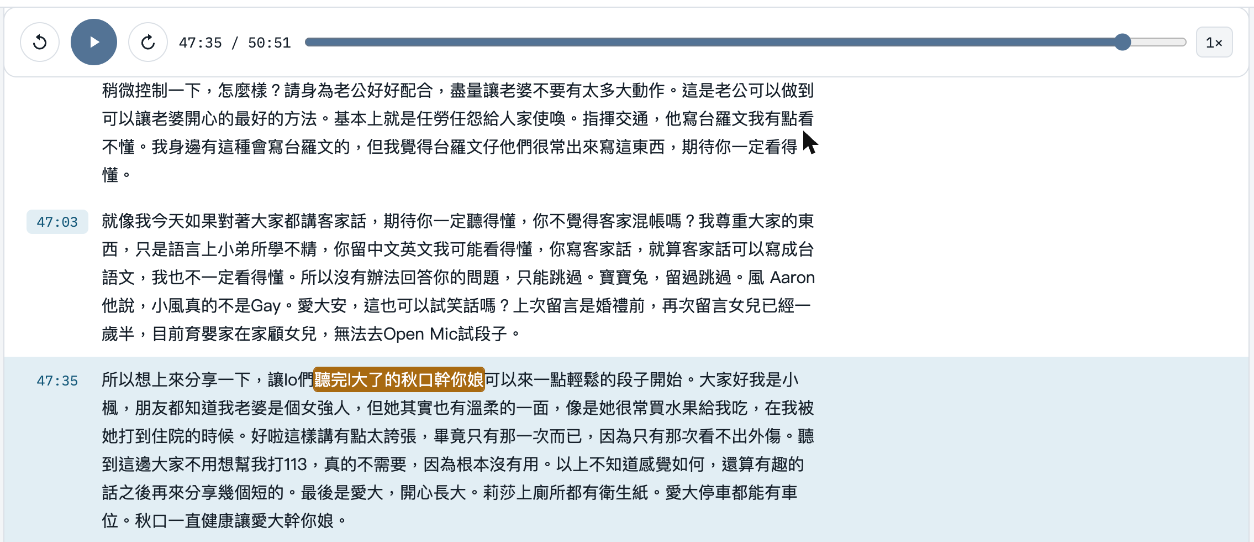 47:35 / 50:51
1×
稍微控制一下，怎麼樣？請身為老公好好配合，盡量讓老婆不要有太多大動作。這是老公可以做到
可以讓老婆開心的最好的方法。基本上就是任勞任怨給人家使喚。指揮交通，他寫台羅文我有點看
不懂。我身邊有這種會寫台羅文的，但我覺得台羅文仔他們很常出來寫這東西，期待你一定看得
懂。
47:03
就像我今天如果對著大家都講客家話，期待你一定聽得懂，你不覺得客家混帳嗎？我尊重大家的東
西，只是語言上小弟所學不精，你留中文英文我可能看得懂，你寫客家話，就算客家話可以寫成台
語文，我也不一定看得懂。所以沒有辦法回答你的問題，只能跳過。寶寶兔，留過跳過。風 Aaron
他說，小風真的不是Gay。愛大安，這也可以試笑話嗎？上次留言是婚禮前，再次留言女兒已經一
歲半，目前育嬰家在家顧女兒，無法去Open Mic試段子。
47:35
所以想上來分享一下，讓lo們聽完l大了的秋口幹你娘可以來一點輕鬆的段子開始。大家好我是小
楓，朋友都知道我老婆是個女強人，但她其實也有溫柔的一面，像是她很常買水果給我吃，在我被
她打到住院的時候。好啦這樣講有點太誇張，畢竟只有那一次而已，因為只有那次看不出外傷。聽
到這邊大家不用想幫我打113，真的不需要，因為根本沒有用。以上不知道感覺如何，還算有趣的
話之後再來分享幾個短的。最後是愛大，開心長大。莉莎上廁所都有衛生紙。愛大停車都能有車
位。秋口一直健康讓愛大幹你娘。